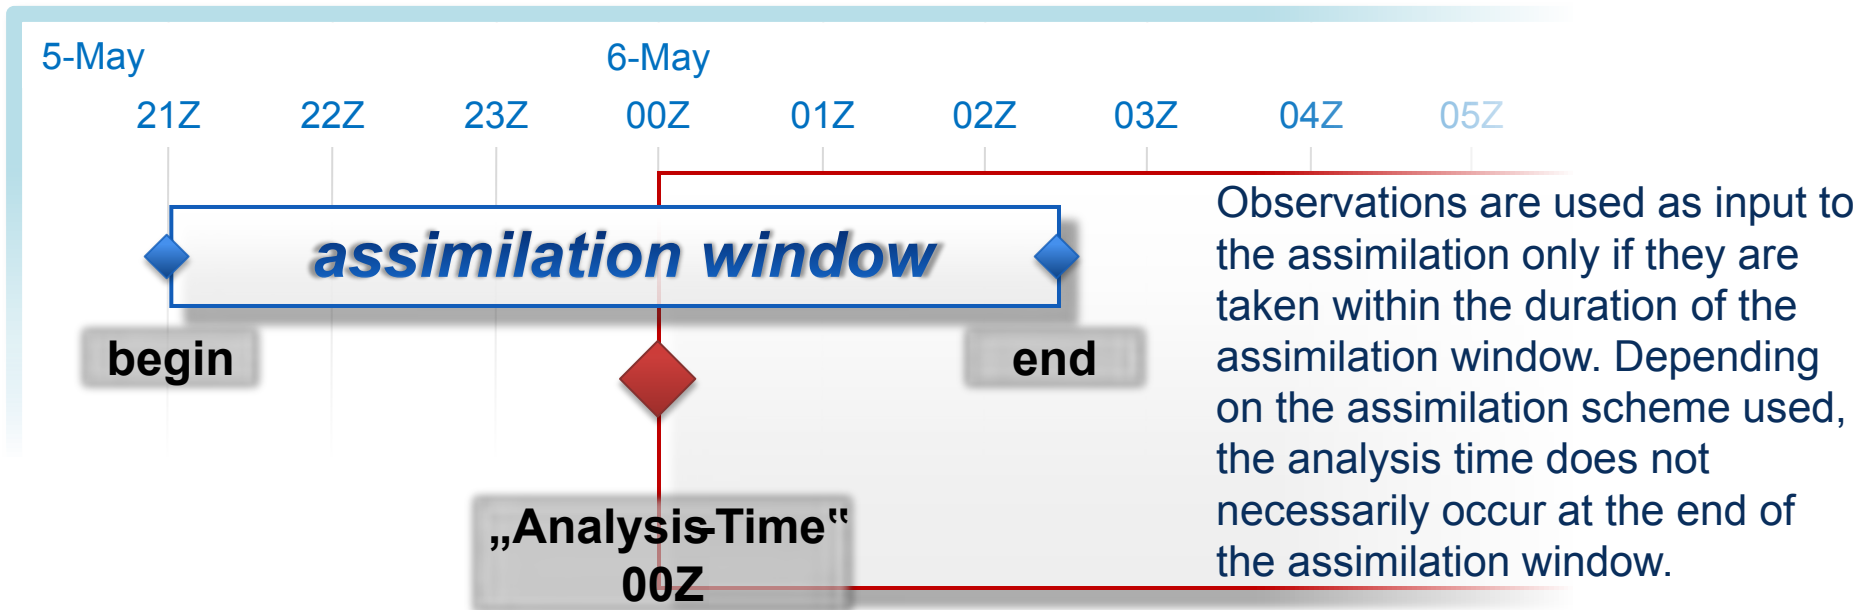 5-May 6-May
21Z 22Z 23Z 00Z 01Z 02Z 03Z 04Z 05Z
assimilation window
begin
end
„Analysis-Time“
00Z
Observations are used as input to
the assimilation only if they are
taken within the duration of the
assimilation window. Depending
on the assimilation scheme used,
the analysis time does not
necessarily occur at the end of
the assimilation window.